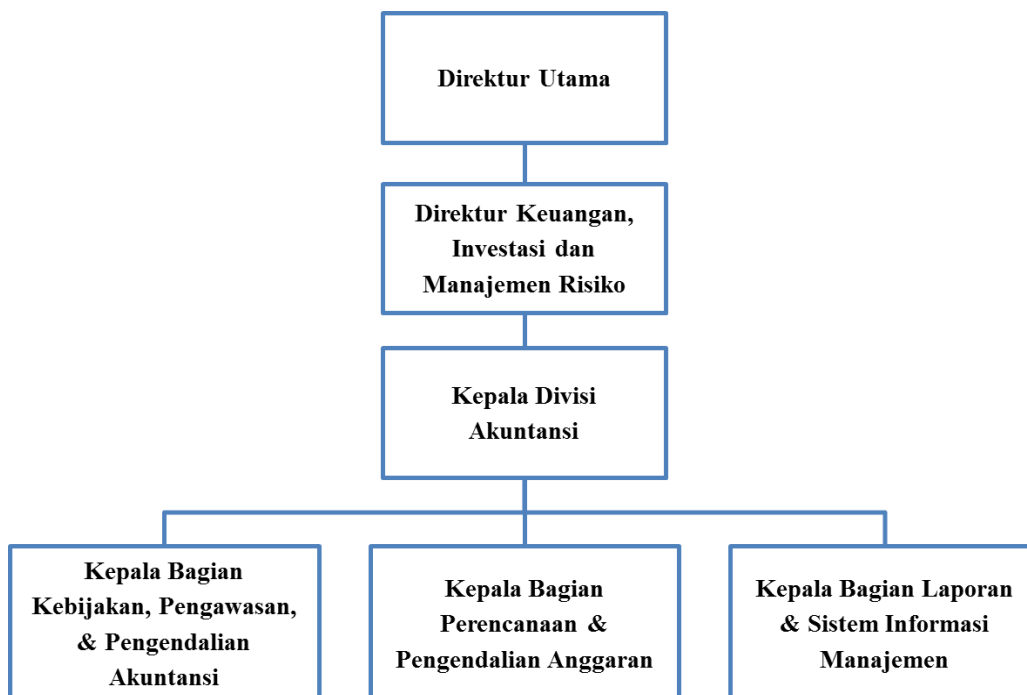 Direktur Utama
Direktur Keuangan,
Investasi dan
Manajemen Risiko
Kepala Divisi
Akuntansi
Kepala Bagian
Kebijakan, Pengawasan,
& Pengendalian
Akuntansi
Kepala Bagian
Perencanaan &
Pengendalian Anggaran
Kepala Bagian Laporan
& Sistem Informasi
Manajemen